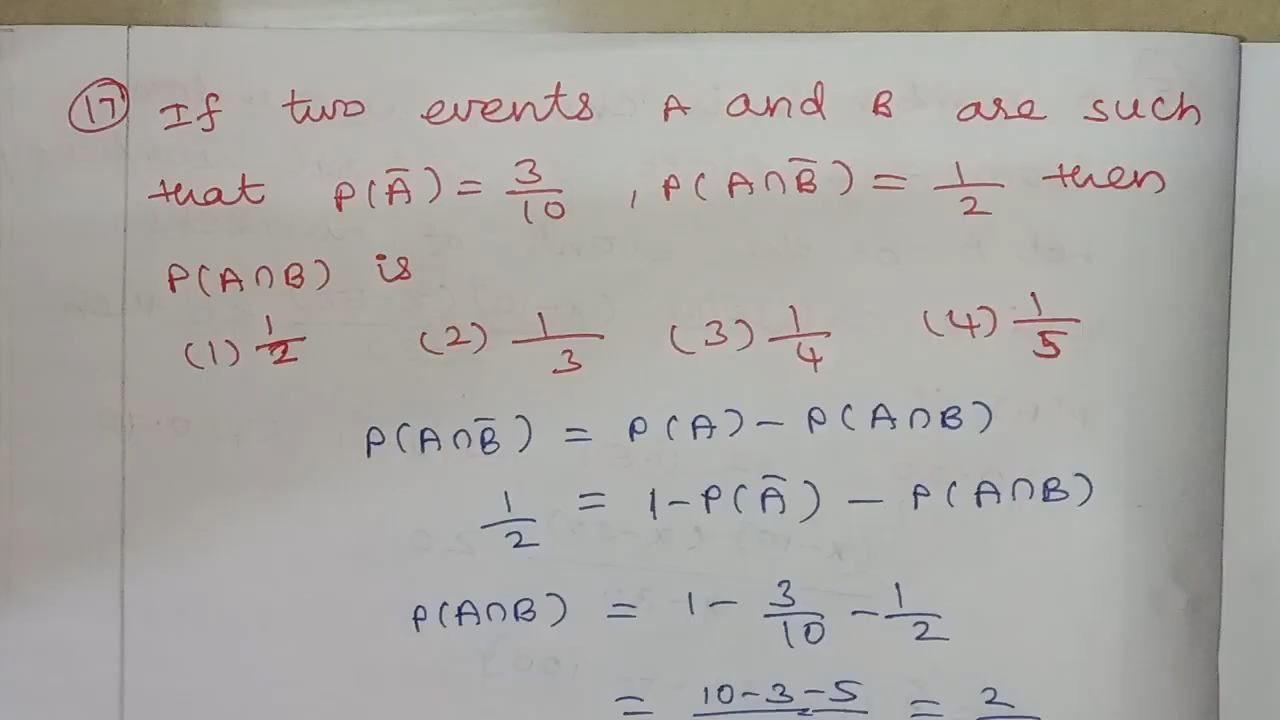 (17) If two events A and B are such
that P(Ā) = 3/10 , P(A∩B̄) = 1/2 then
P(A∩B) is
(1) 1/2 (2) 1/3 (3) 1/4 (4) 1/5
P(A∩B̄) = P(A) - P(A∩B)
1/2 = 1 - P(Ā) - P(A∩B)
P(A∩B) = 1 - 3/10 - 1/2
= 10-3-5 = 2